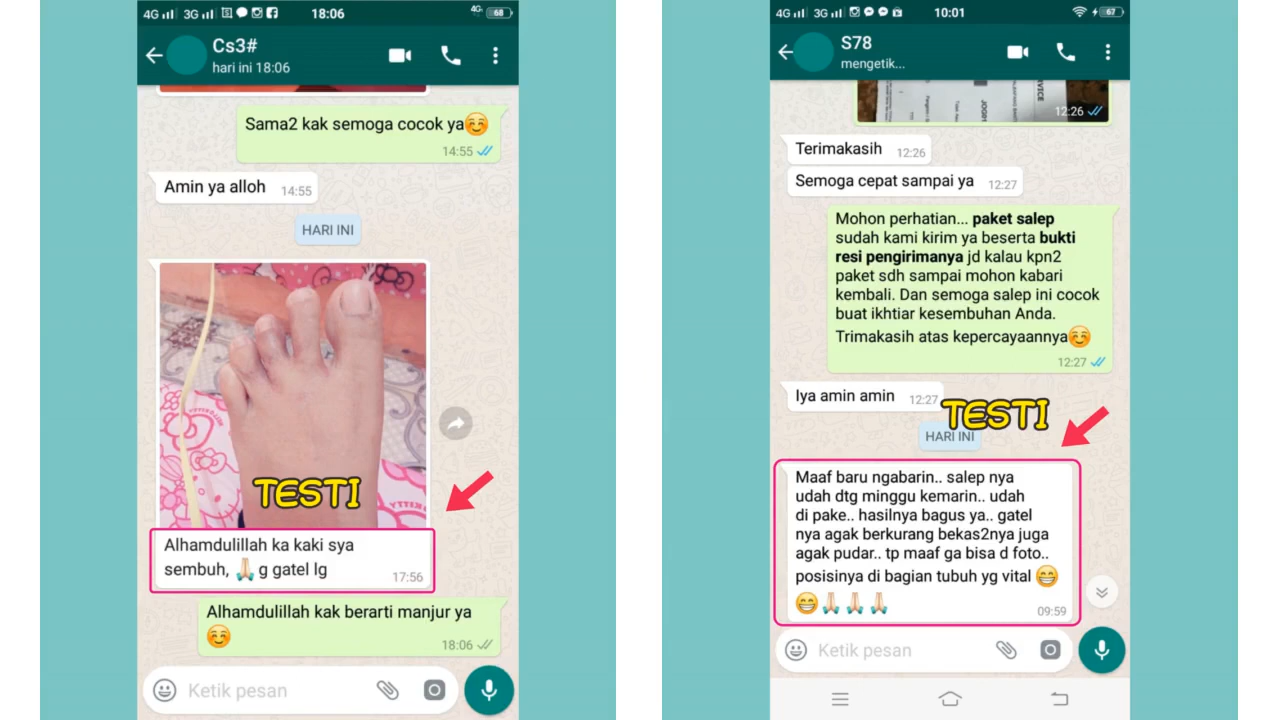 4G 3G 18:06 4G 68
Cs3#
hari ini 18:06
Sama2 kak semoga cocok ya
14:55
Amin ya alloh 14:55
HARI INI
TESTI
Alhamdulillah ka kaki sya
sembuh, g gatel lg
17:56
Alhamdulillah kak berarti manjur ya
18:06
Ketik pesan
4G 3G 10:01 67
S78
mengetik...
12:26
Terimakasih 12:26
Semoga cepat sampai ya 12:27
Mohon perhatian... paket salep
sudah kami kirim ya beserta bukti
resi pengirimanya jd kalau kpn2
paket sdh sampai mohon kabari
kembali. Dan semoga salep ini cocok
buat ikhtiar kesembuhan Anda.
Trimakasih atas kepercayaannya
12:27
Iya amin amin 12:27
TESTI
HARI INI
Maaf baru ngabarin.. salep nya
udah dtg minggu kemarin.. udah
di pake.. hasilnya bagus ya.. gatel
nya agak berkurang bekas2nya juga
agak pudar.. tp maaf ga bisa d foto..
posisinya di bagian tubuh yg vital
09:59
Ketik pesan